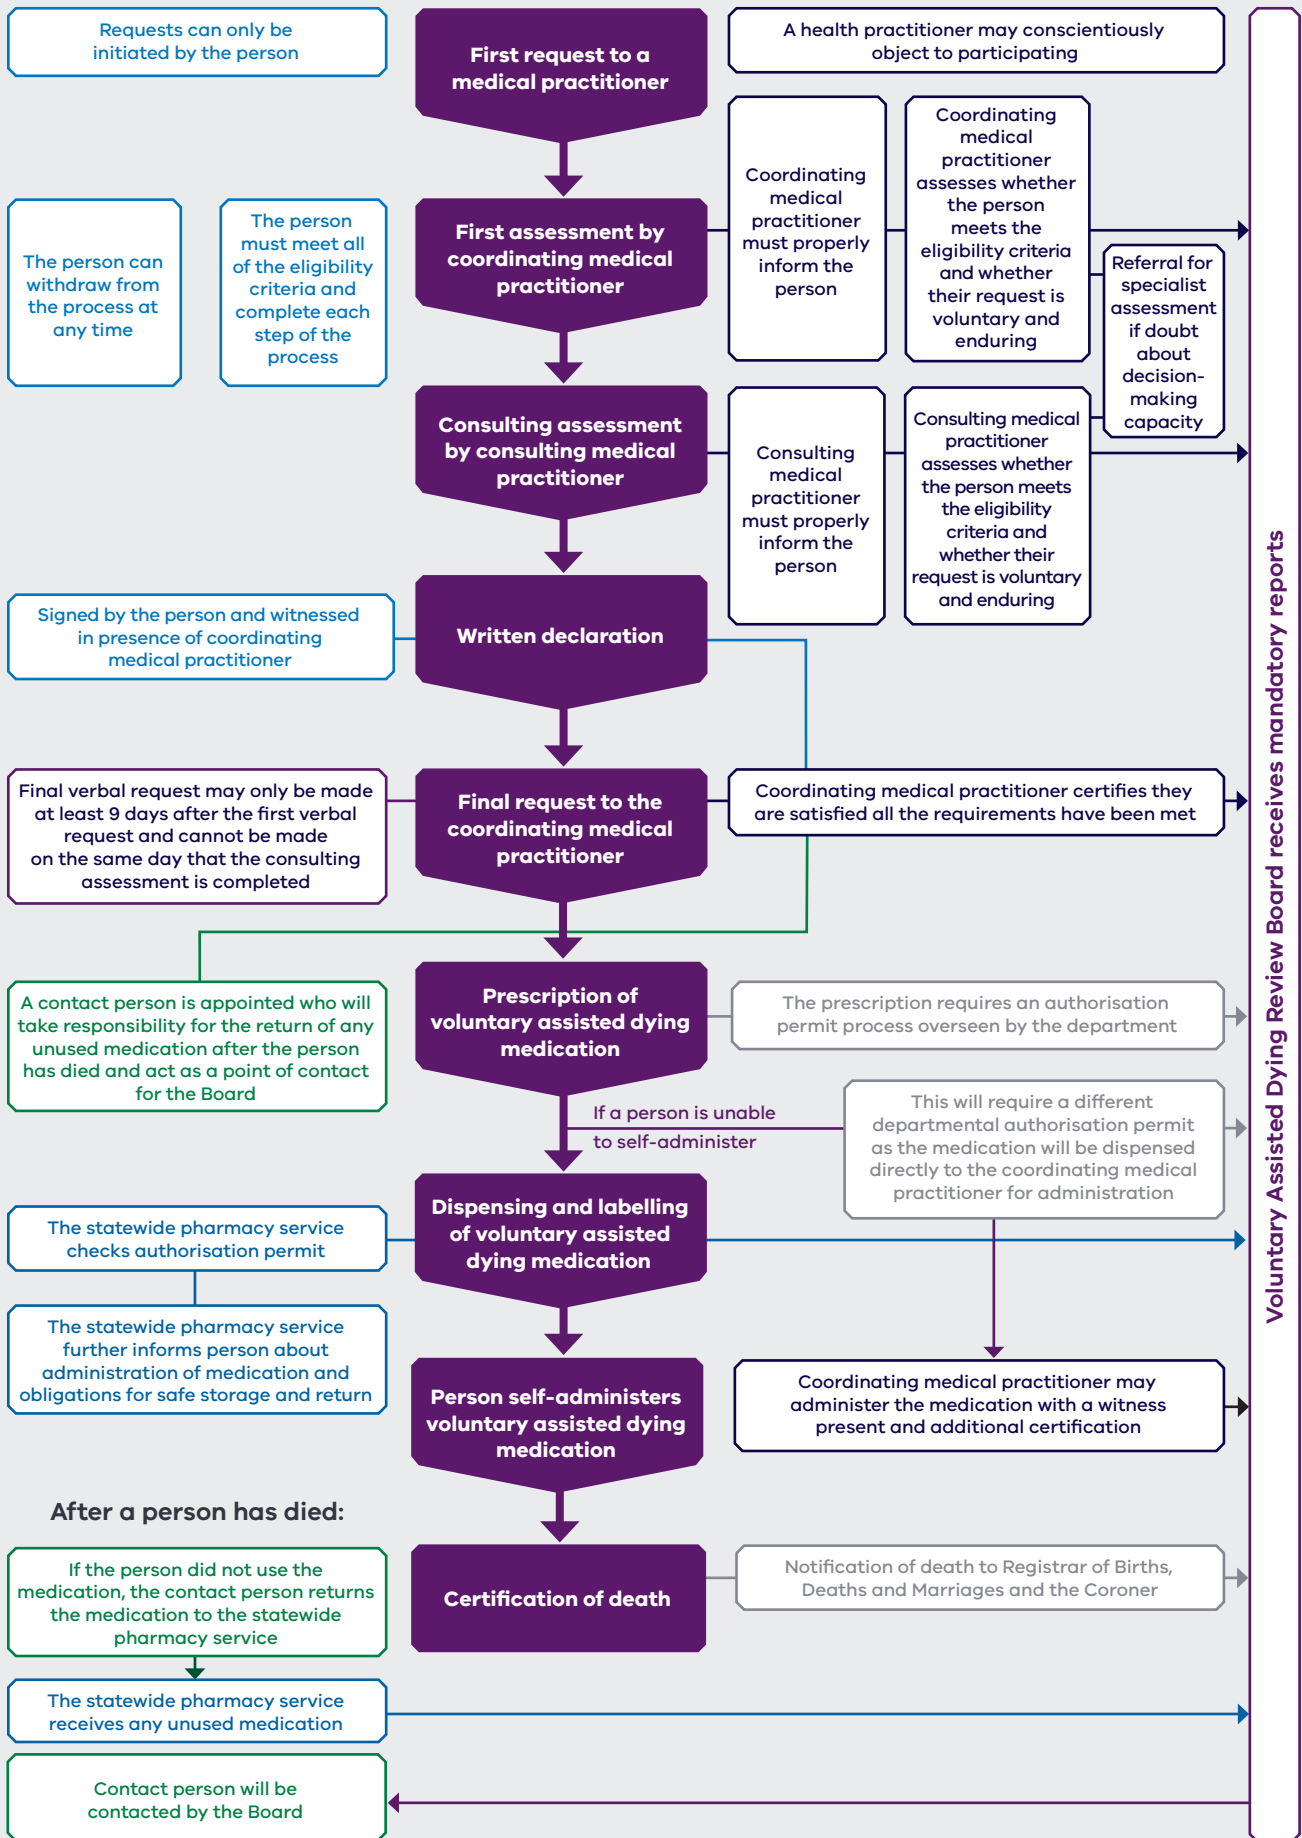 Requests can only be
initiated by the person
First request to a
medical practitioner
A health practitioner may conscientiously
object to participating
The person can
withdraw from
the process at
any time
The person
must meet all
of the eligibility
criteria and
complete each
step of the
process
First assessment by
coordinating medical
practitioner
Coordinating
medical
practitioner
must properly
inform the
person
Coordinating
medical
practitioner
assesses whether
the person
meets the
eligibility criteria
and whether
their request is
voluntary and
enduring
Referral for
specialist
assessment
if doubt
about
decision-
making
capacity
Consulting assessment
by consulting medical
practitioner
Consulting
medical
practitioner
must properly
inform the
person
Consulting medical
practitioner
assesses whether
the person meets
the eligibility
criteria and
whether their
request is voluntary
and enduring
Signed by the person and witnessed
in presence of coordinating
medical practitioner
Written declaration
Final verbal request may only be made
at least 9 days after the first verbal
request and cannot be made
on the same day that the consulting
assessment is completed
Final request to the
coordinating medical
practitioner
Coordinating medical practitioner certifies they
are satisfied all the requirements have been met
A contact person is appointed who will
take responsibility for the return of any
unused medication after the person
has died and act as a point of contact
for the Board
Prescription of
voluntary assisted dying
medication
The prescription requires an authorisation
permit process overseen by the department
If a person is unable
to self-administer
This will require a different
departmental authorisation permit
as the medication will be dispensed
directly to the coordinating medical
practitioner for administration
The statewide pharmacy service
checks authorisation permit
Dispensing and labelling
of voluntary assisted
dying medication
The statewide pharmacy service
further informs person about
administration of medication and
obligations for safe storage and return
Person self-administers
voluntary assisted dying
medication
Coordinating medical practitioner may
administer the medication with a witness
present and additional certification
After a person has died:
If the person did not use the
medication, the contact person returns
the medication to the statewide
pharmacy service
Certification of death
Notification of death to Registrar of Births,
Deaths and Marriages and the Coroner
The statewide pharmacy service
receives any unused medication
Contact person will be
contacted by the Board
Voluntary Assisted Dying Review Board receives mandatory reports